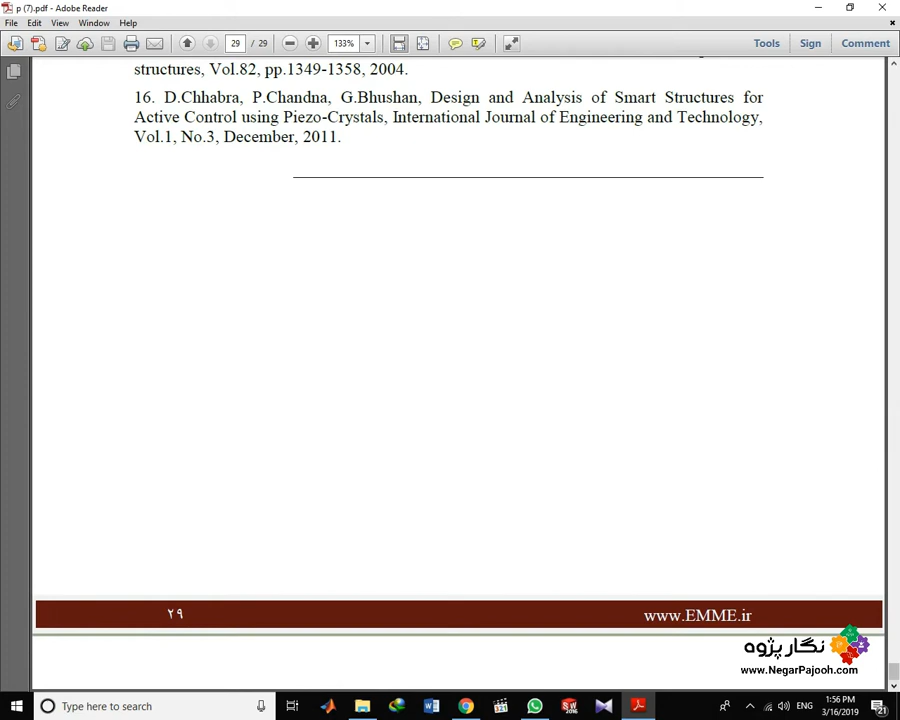 p (7).pdf - Adobe Reader
File Edit View Window Help
29 / 29 133% Tools Sign Comment
structures, Vol.82, pp.1349-1358, 2004.
16. D.Chhabra, P.Chandna, G.Bhushan, Design and Analysis of Smart Structures for
Active Control using Piezo-Crystals, International Journal of Engineering and Technology,
Vol.1, No.3, December, 2011.
۲۹ www.EMME.ir
نگار پژوه
www.NegarPajooh.com
Type here to search
ENG
1:56 PM
3/16/2019
21